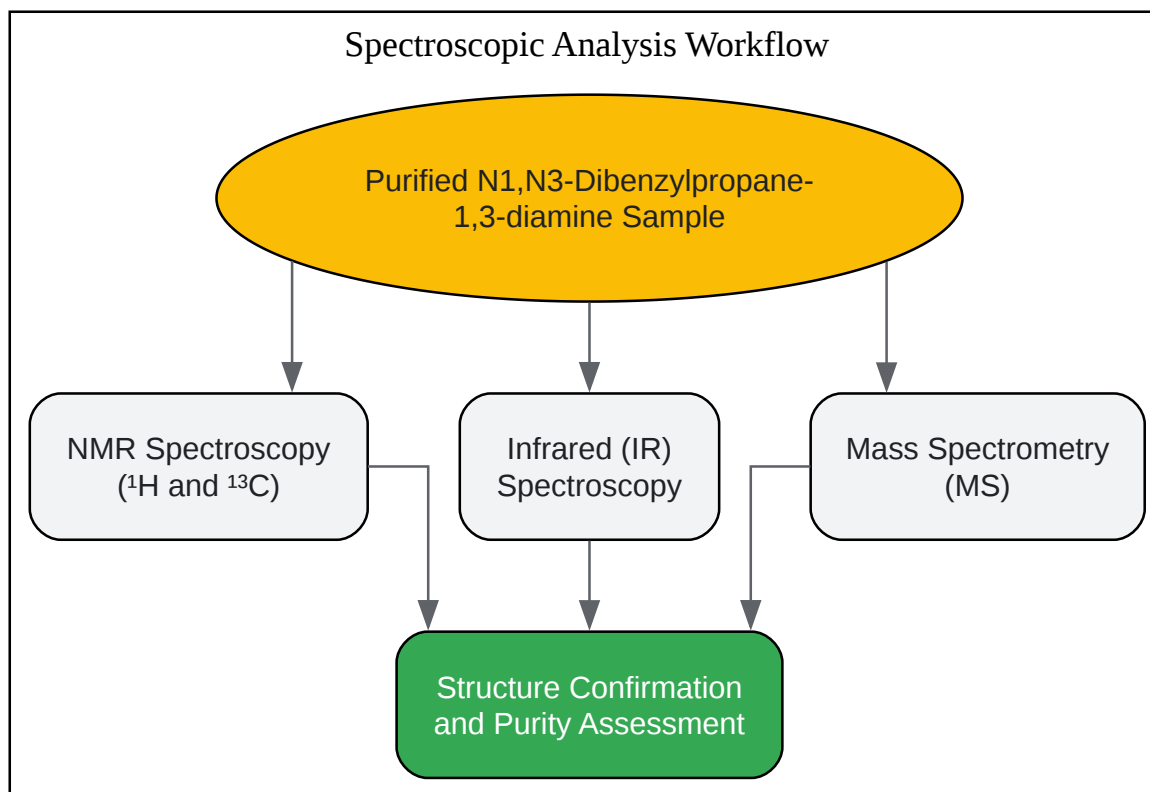 Spectroscopic Analysis Workflow
Purified N1,N3-Dibenzylpropane-
1,3-diamine Sample
NMR Spectroscopy
(¹H and ¹³C)
Infrared (IR)
Spectroscopy
Mass Spectrometry
(MS)
Structure Confirmation
and Purity Assessment